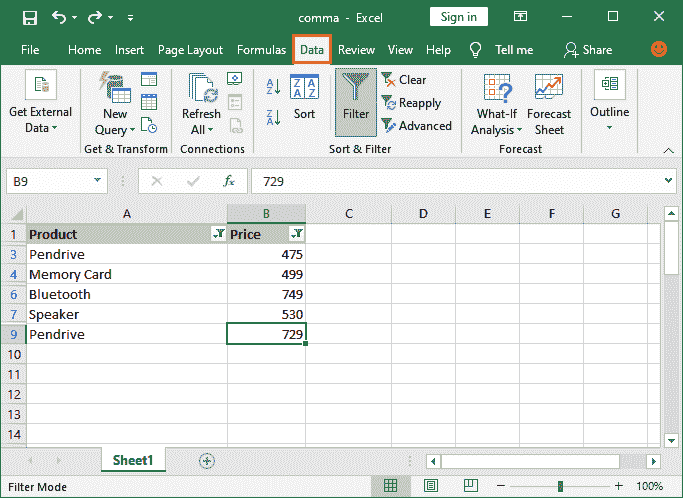 comma - Excel
Sign in
File Home Insert Page Layout Formulas Data Review View Help Tell me Share
Get External Data
New Query
Refresh All
A Z
Z A
Z A A Z
Sort
Filter
Clear
Reapply
Advanced
What-If Analysis
Forecast Sheet
Outline
Get & Transform Connections Sort & Filter Forecast
B9 fx 729
A B C D E F G
1 Product Price
3 Pendrive 475
4 Memory Card 499
6 Bluetooth 749
7 Speaker 530
9 Pendrive 729
10
11
12
13
14
Sheet1
Filter Mode 100%